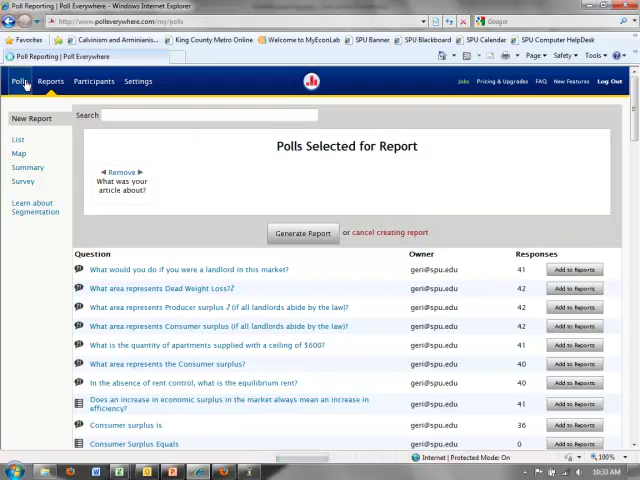 Poll Reporting | Poll Everywhere - Windows Internet Explorer
http://www.polleverywhere.com/my/polls
Google
Favorites
Calvinism and Arminianis...
King County Metro Online
Welcome to MyEconLab
SPU Banner
SPU Blackboard
SPU Calendar
SPU Computer HelpDesk
Poll Reporting | Poll Everywhere
Page
Safety
Tools
Polls
Reports
Participants
Settings
Jobs
Pricing & Upgrades
FAQ
New Features
Log Out
New Report
List
Map
Summary
Survey
Learn about
Segmentation
Search
Polls Selected for Report
Remove
What was your
article about?
Generate Report or cancel creating report
Question Owner Responses
What would you do if you were a landlord in this market? geri@spu.edu 41 Add to Reports
What area represents Dead Weight Loss? geri@spu.edu 42 Add to Reports
What area represents Producer surplus ? (if all landlords abide by the law)? geri@spu.edu 42 Add to Reports
What area represents Consumer surplus (if all landlords abide by the law)? geri@spu.edu 42 Add to Reports
What is the quantity of apartments supplied with a ceiling of $600? geri@spu.edu 41 Add to Reports
What area represents the Consumer surplus? geri@spu.edu 40 Add to Reports
In the absence of rent control, what is the equilibrium rent? geri@spu.edu 40 Add to Reports
Does an increase in economic surplus in the market always mean an increase in
efficiency? geri@spu.edu 41 Add to Reports
Consumer surplus is geri@spu.edu 36 Add to Reports
Consumer Surplus Equals geri@spu.edu 0 Add to Reports
Internet | Protected Mode: On
100%
10:33 AM